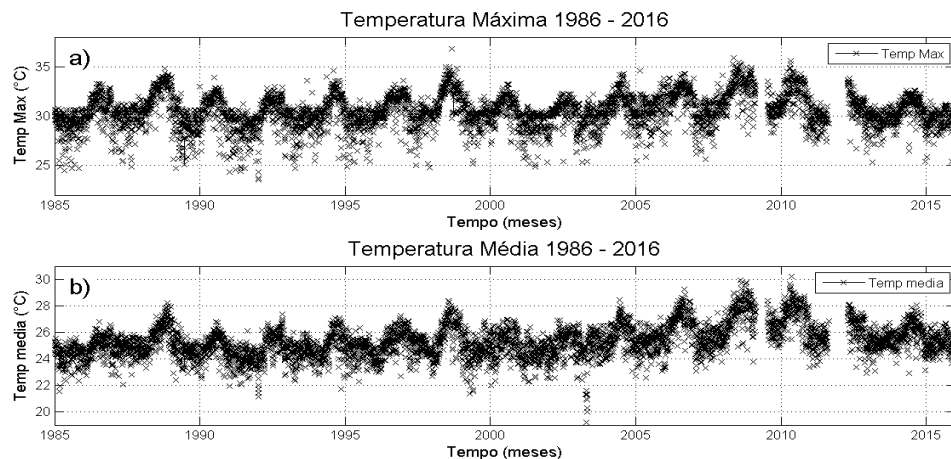 Temperatura Máxima 1986 - 2016
a)
Temp Max
Temp Max (°C)
35
30
25
1985 1990 1995 2000 2005 2010 2015
Tempo (meses)
Temperatura Média 1986 - 2016
b)
Temp media
Temp media (°C)
30
28
26
24
22
20
1985 1990 1995 2000 2005 2010 2015
Tempo (meses)